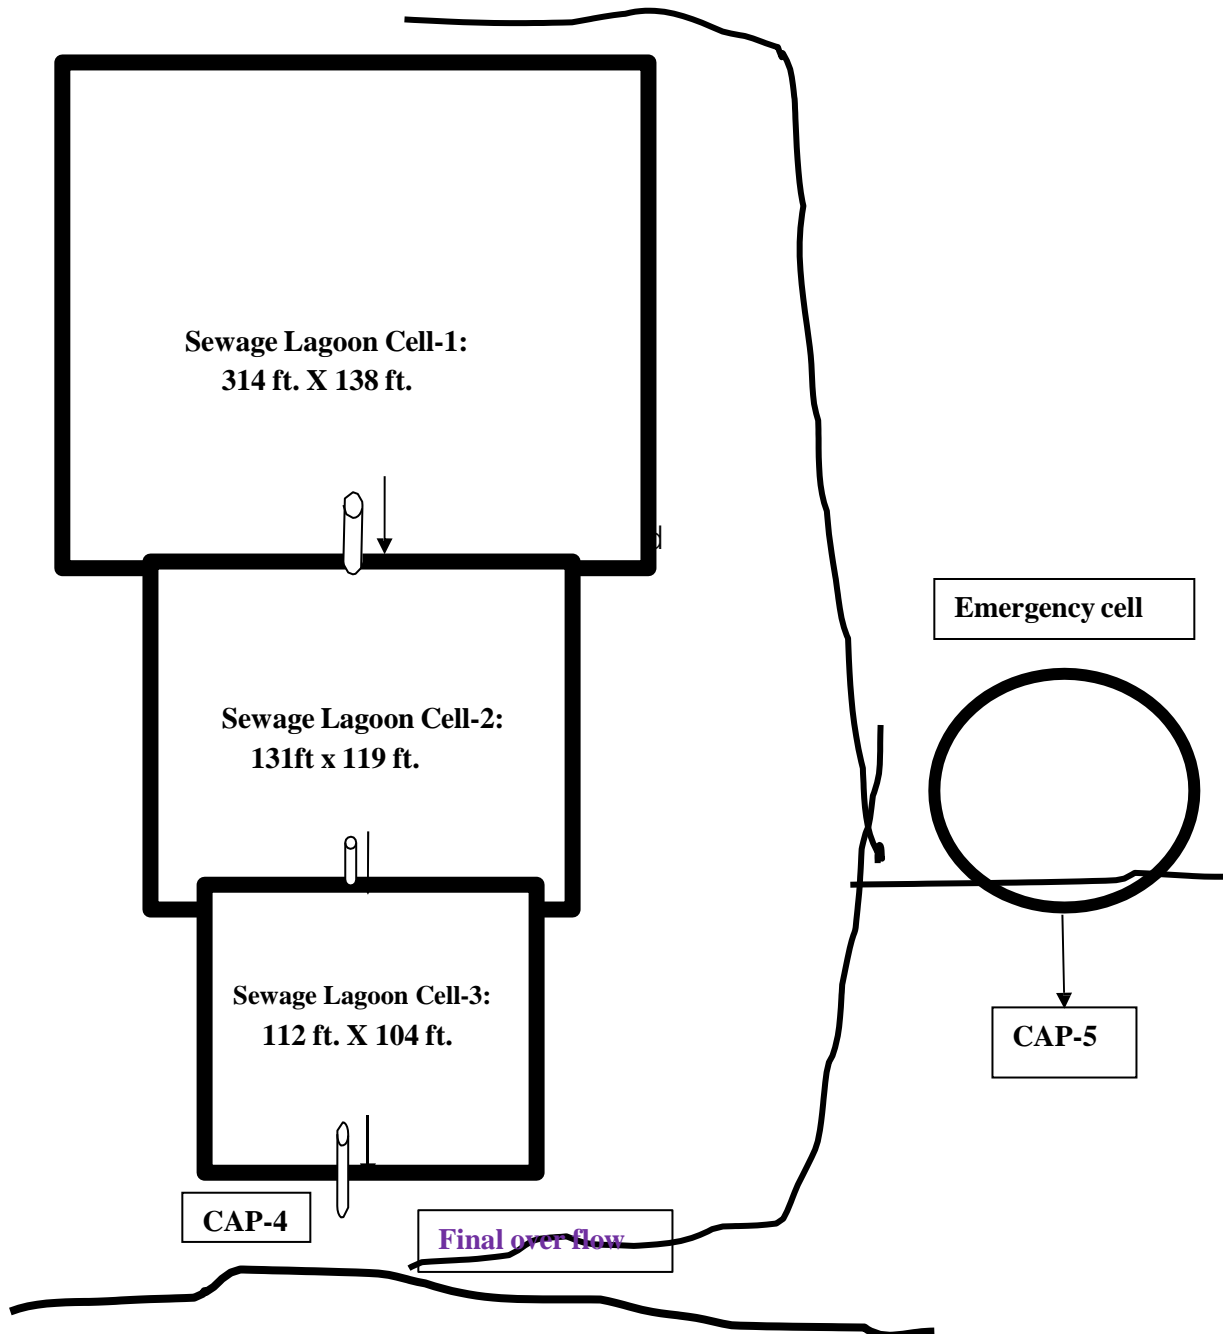 Sewage Lagoon Cell-1:
314 ft. X 138 ft.
Emergency cell
Sewage Lagoon Cell-2:
131ft x 119 ft.
Sewage Lagoon Cell-3:
112 ft. X 104 ft.
CAP-5
CAP-4
Final over flow